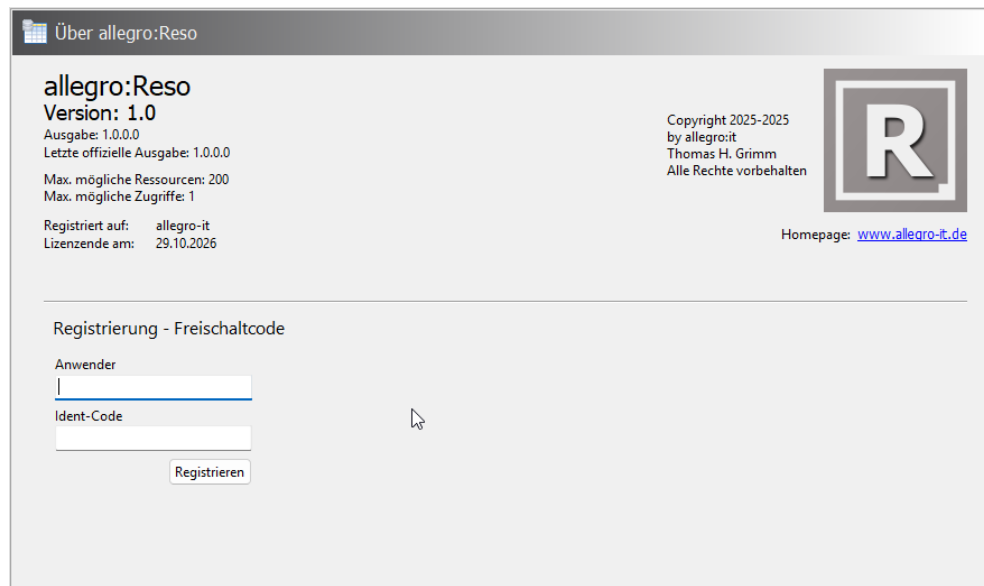 Über allegro:Reso
allegro:Reso
Version: 1.0
Ausgabe: 1.0.0.0
Letzte offizielle Ausgabe: 1.0.0.0
Max. mögliche Ressourcen: 200
Max. mögliche Zugriffe: 1
Registriert auf: allegro-it
Lizenzende am: 29.10.2026
Copyright 2025-2025
by allegro:it
Thomas H. Grimm
Alle Rechte vorbehalten
R
Homepage: www.allegro-it.de
Registrierung - Freischaltcode
Anwender
Ident-Code
Registrieren